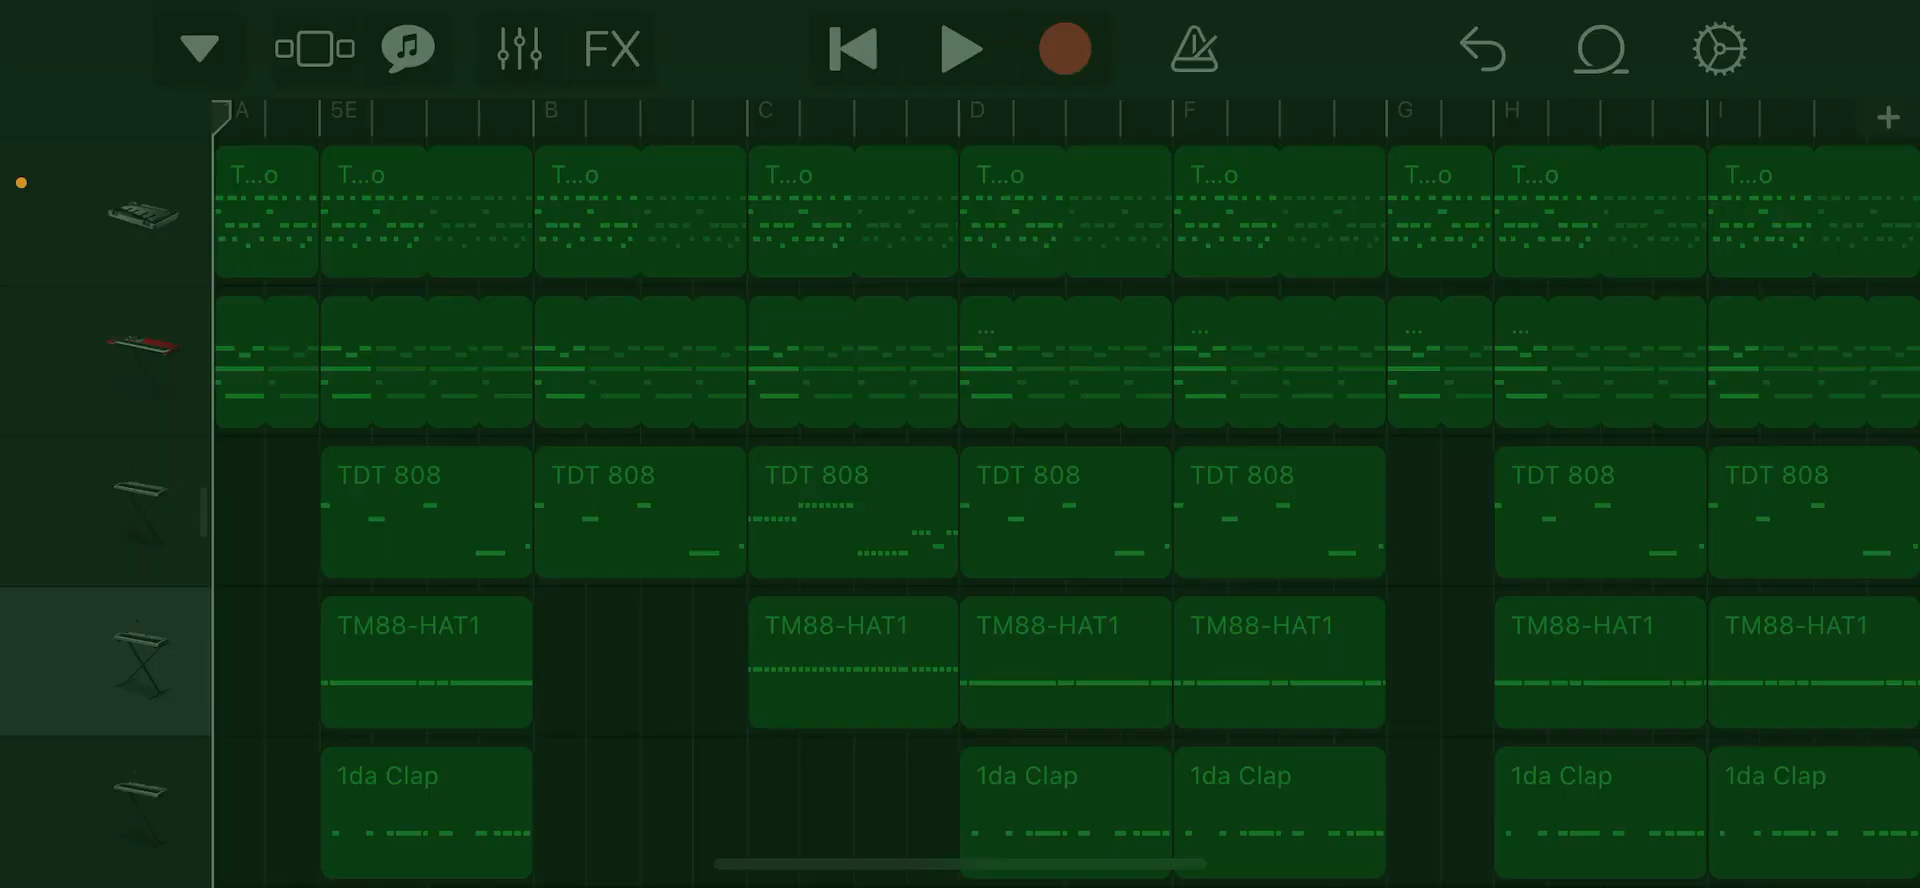 FX
A 5E B C D F G H I
T...o T...o T...o T...o T...o T...o T...o T...o T...o
... ... ... ...
TDT 808 TDT 808 TDT 808 TDT 808 TDT 808 TDT 808 TDT 808
TM88-HAT1 TM88-HAT1 TM88-HAT1 TM88-HAT1 TM88-HAT1 TM88-HAT1
1da Clap 1da Clap 1da Clap 1da Clap 1da Clap